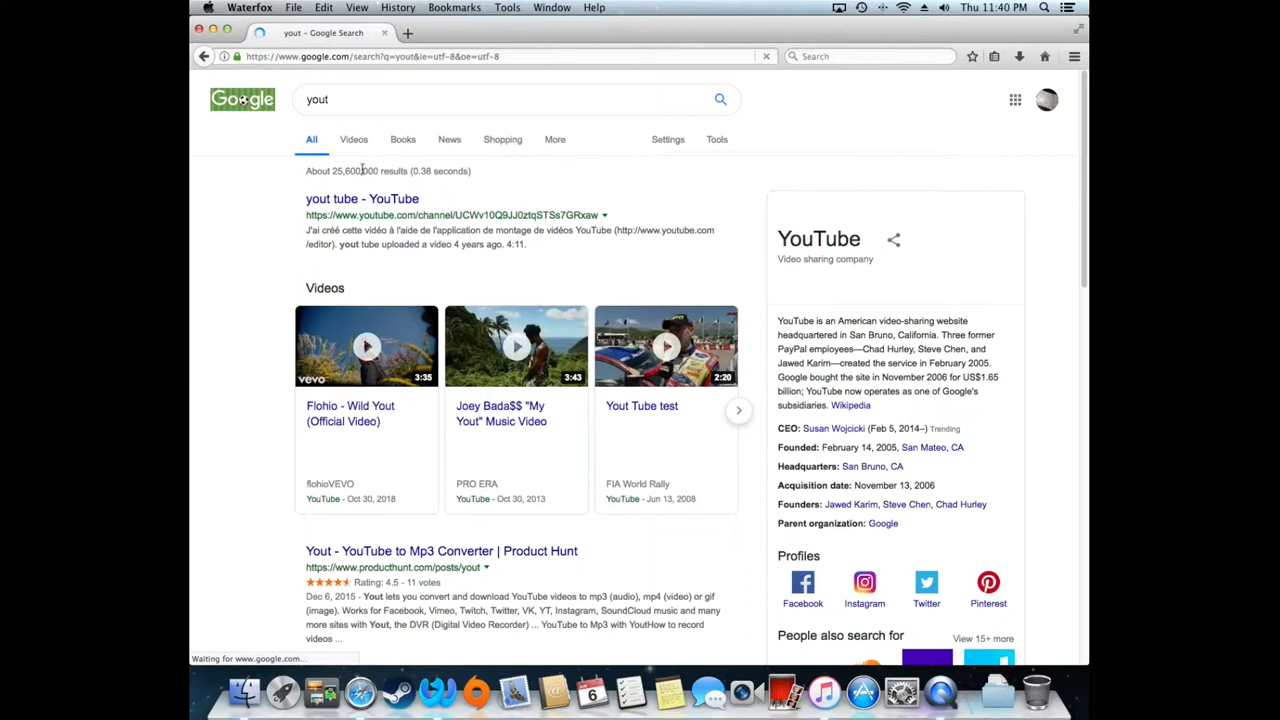 Waterfox File Edit View History Bookmarks Tools Window Help Thu 11:40 PM
yout - Google Search
https://www.google.com/search?q=yout&ie=utf-8&oe=utf-8
Search
Google
yout
All Videos Books News Shopping More Settings Tools
About 25,600,000 results (0.38 seconds)
yout tube - YouTube
https://www.youtube.com/channel/UCWv10Q9JJ0ztqSTSs7GRxaw
J'ai créé cette vidéo à l'aide de l'application de montage de vidéos YouTube (http://www.youtube.com
/editor). yout tube uploaded a video 4 years ago. 4:11.
Videos
vevo
3:35
3:43
2:20
Flohio - Wild Yout
(Official Video)
flohioVEVO
YouTube - Oct 30, 2018
Joey Bada$$ "My
Yout" Music Video
PRO ERA
YouTube - Oct 30, 2013
Yout Tube test
FIA World Rally
YouTube - Jun 13, 2008
Yout - YouTube to Mp3 Converter | Product Hunt
https://www.producthunt.com/posts/yout
Rating: 4.5 - 11 votes
Dec 6, 2015 - Yout lets you convert and download YouTube videos to mp3 (audio), mp4 (video) or gif
(image). Works for Facebook, Vimeo, Twitch, Twitter, VK, YT, Instagram, SoundCloud music and many
more sites with Yout, the DVR (Digital Video Recorder) ... YouTube to Mp3 with YoutHow to record
videos ...
YouTube
Video sharing company
YouTube is an American video-sharing website
headquartered in San Bruno, California. Three former
PayPal employees—Chad Hurley, Steve Chen, and
Jawed Karim—created the service in February 2005.
Google bought the site in November 2006 for US$1.65
billion; YouTube now operates as one of Google's
subsidiaries. Wikipedia
CEO: Susan Wojcicki (Feb 5, 2014–) Trending
Founded: February 14, 2005, San Mateo, CA
Headquarters: San Bruno, CA
Acquisition date: November 13, 2006
Founders: Jawed Karim, Steve Chen, Chad Hurley
Parent organization: Google
Profiles
Facebook Instagram Twitter Pinterest
People also search for View 15+ more
Waiting for www.google.com...
6